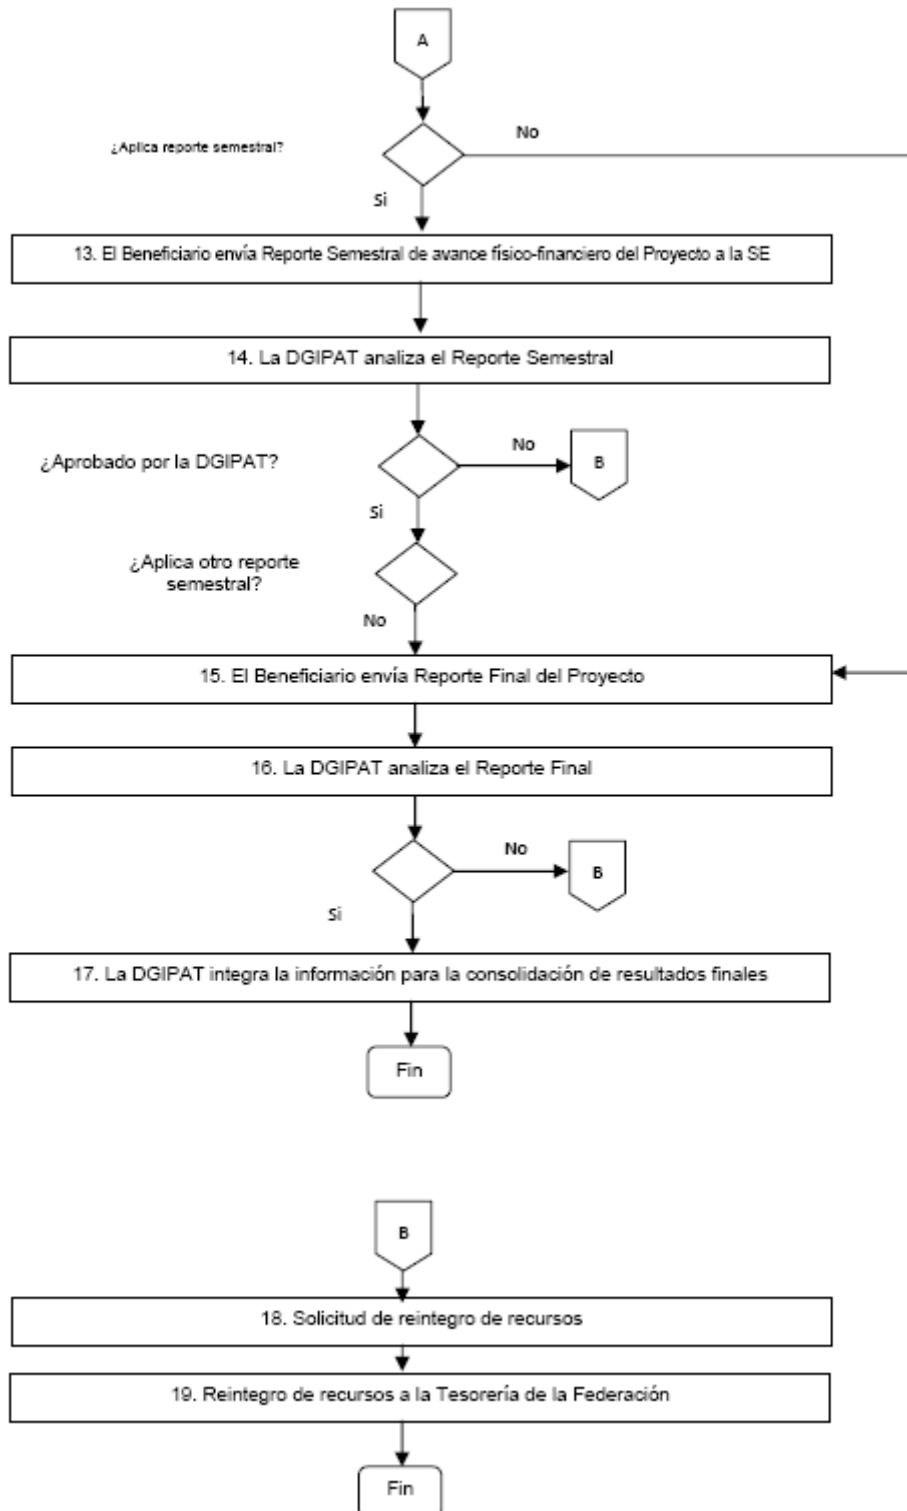 A
¿Aplica reporte semestral?
No
Si
13. El Beneficiario envía Reporte Semestral de avance físico-financiero del Proyecto a la SE
14. La DGIPAT analiza el Reporte Semestral
¿Aprobado por la DGIPAT?
No
B
Si
¿Aplica otro reporte
semestral?
No
15. El Beneficiario envía Reporte Final del Proyecto
16. La DGIPAT analiza el Reporte Final
No
B
Si
17. La DGIPAT integra la información para la consolidación de resultados finales
Fin
B
18. Solicitud de reintegro de recursos
19. Reintegro de recursos a la Tesorería de la Federación
Fin